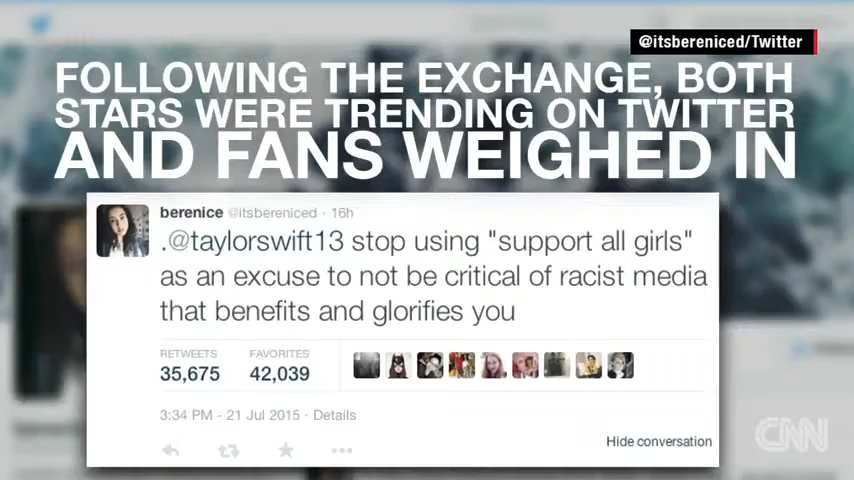 @itsbereniced/Twitter
FOLLOWING THE EXCHANGE, BOTH
STARS WERE TRENDING ON TWITTER
AND FANS WEIGHED IN
berenice @itsbereniced · 16h
.@taylorswift13 stop using "support all girls"
as an excuse to not be critical of racist media
that benefits and glorifies you
RETWEETS FAVORITES
35,675 42,039
3:34 PM - 21 Jul 2015 · Details
Hide conversation
CNN